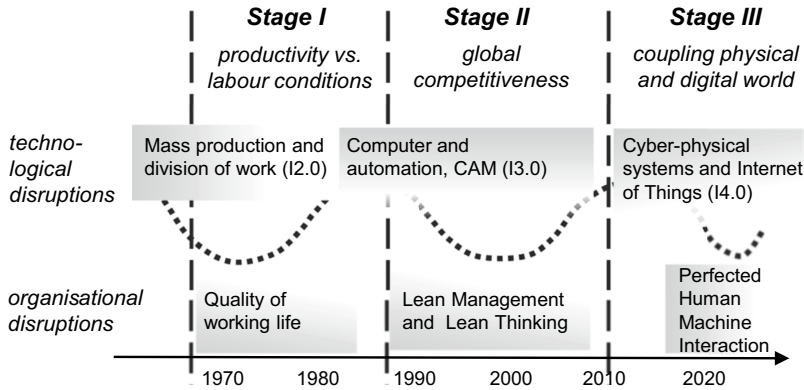 Stage I
Stage II
Stage III
productivity vs.
labour conditions
global
competitiveness
coupling physical
and digital world
techno-
logical
disruptions
Mass production and
division of work (I2.0)
Computer and
automation, CAM (I3.0)
Cyber-physical
systems and Internet
of Things (I4.0)
organisational
disruptions
Quality of
working life
Lean Management
and Lean Thinking
Perfected
Human
Machine
Interaction
1970 1980 1990 2000 2010 2020